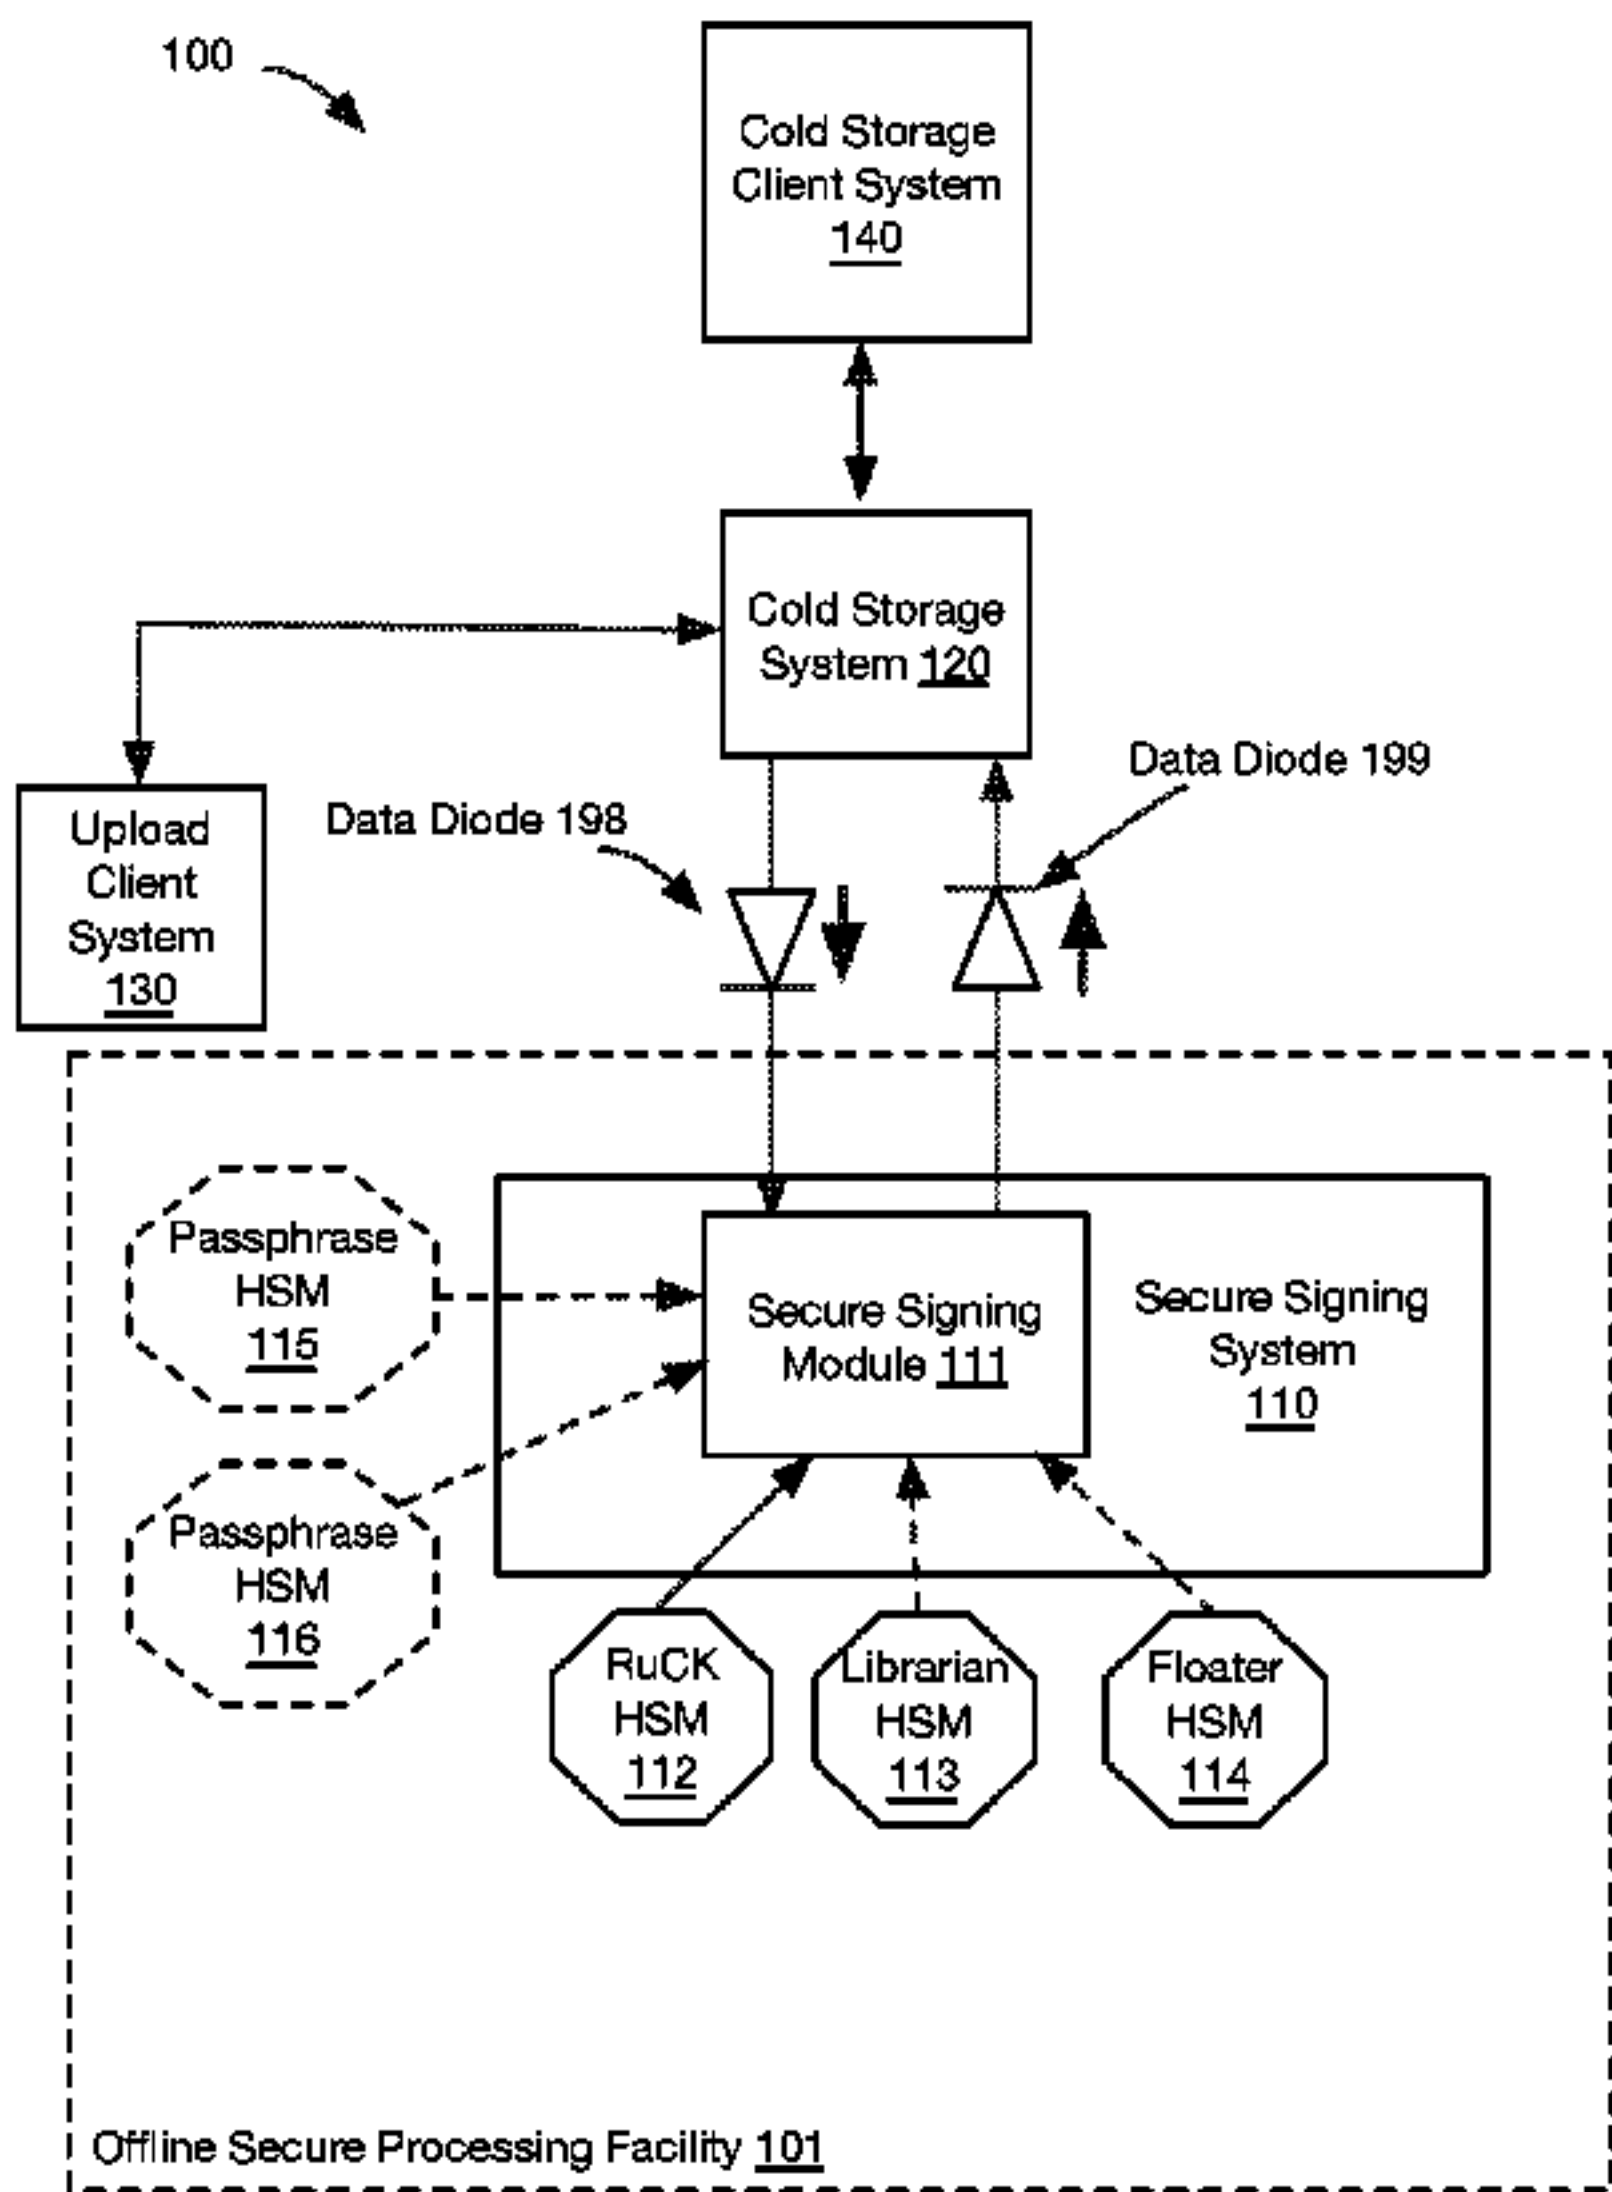 100
Cold Storage
Client System
140
Cold Storage
System 120
Data Diode 199
Data Diode 198
Upload
Client
System
130
Passphrase
HSM
115
Secure Signing
Module 111
Secure Signing
System
110
Passphrase
HSM
116
RuCK
HSM
112
Librarian
HSM
113
Floater
HSM
114
Offline Secure Processing Facility 101